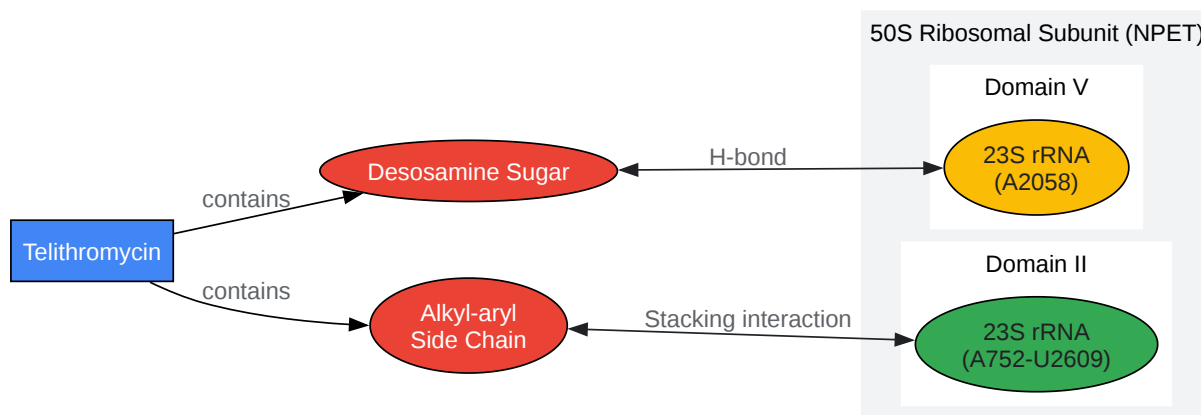 50S Ribosomal Subunit (NPET)
Domain V
23S rRNA
(A2058)
H-bond
Desosamine Sugar
contains
Telithromycin
contains
Alkyl-aryl
Side Chain
Stacking interaction
Domain II
23S rRNA
(A752-U2609)